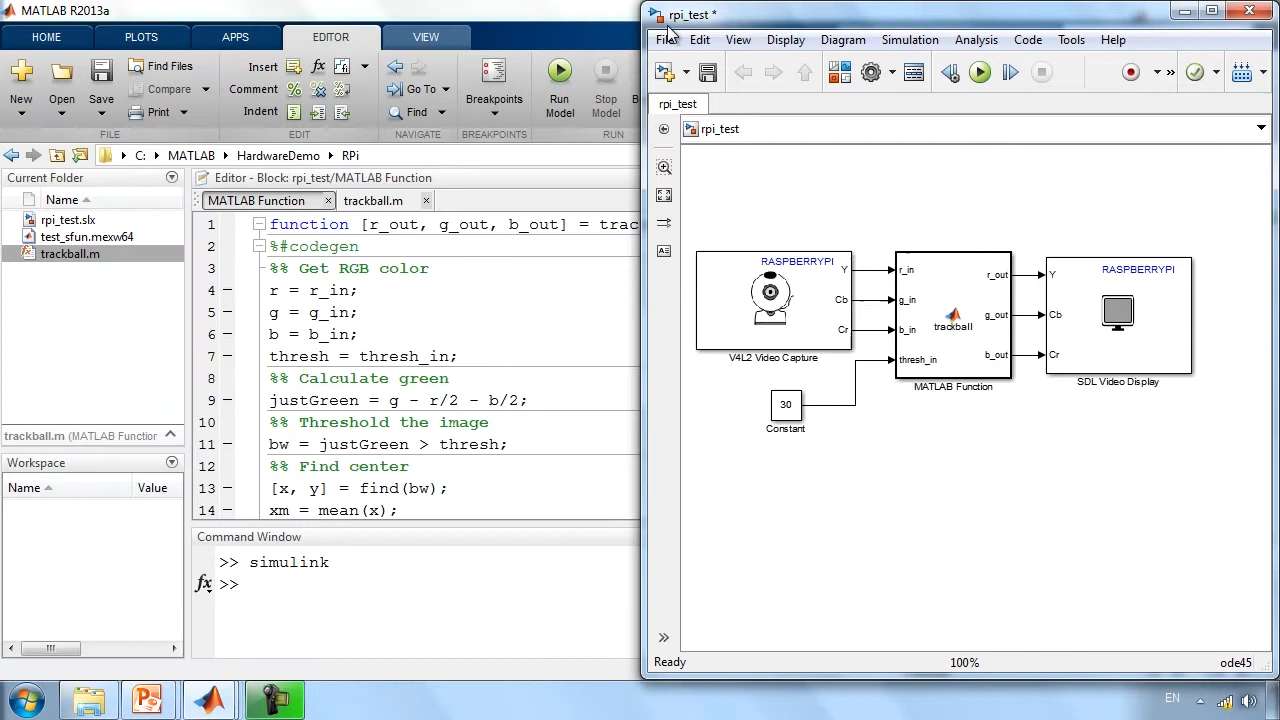 MATLAB R2013a
HOME PLOTS APPS EDITOR VIEW
New Open Save Find Files Compare Print
Insert Comment Indent
Go To Find
Breakpoints Run Model Stop Model
FILE EDIT NAVIGATE BREAKPOINTS RUN
C: MATLAB HardwareDemo RPi
Current Folder
Name
rpi_test.slx
test_sfun.mexw64
trackball.m
trackball.m (MATLAB Functior
Workspace
Name Value
Editor - Block: rpi_test/MATLAB Function
MATLAB Function trackball.m
1 function [r_out, g_out, b_out] = trac
2 %#codegen
3 %% Get RGB color
4 r = r_in;
5 g = g_in;
6 b = b_in;
7 thresh = thresh_in;
8 %% Calculate green
9 justGreen = g - r/2 - b/2;
10 %% Threshold the image
11 bw = justGreen > thresh;
12 %% Find center
13 [x, y] = find(bw);
14 xm = mean(x);
Command Window
>> simulink
fx >>
rpi_test *
File Edit View Display Diagram Simulation Analysis Code Tools Help
rpi_test
rpi_test
RASPBERRYPI
Y
Cb
Cr
V4L2 Video Capture
30
Constant
r_in
g_in
b_in
thresh_in
trackball
r_out
g_out
b_out
MATLAB Function
RASPBERRYPI
Y
Cb
Cr
SDL Video Display
Ready 100% ode45
EN